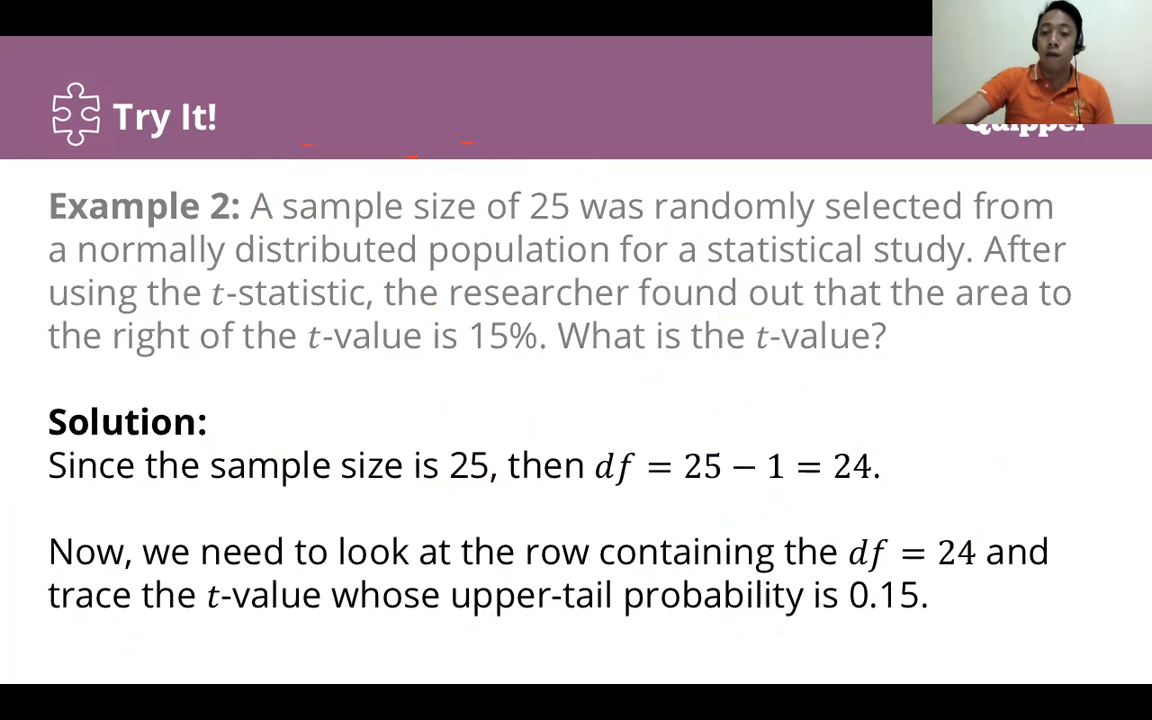 Try It!
Quipper
Example 2: A sample size of 25 was randomly selected from
a normally distributed population for a statistical study. After
using the t-statistic, the researcher found out that the area to
the right of the t-value is 15%. What is the t-value?
Solution:
Since the sample size is 25, then df = 25 − 1 = 24.
Now, we need to look at the row containing the df = 24 and
trace the t-value whose upper-tail probability is 0.15.